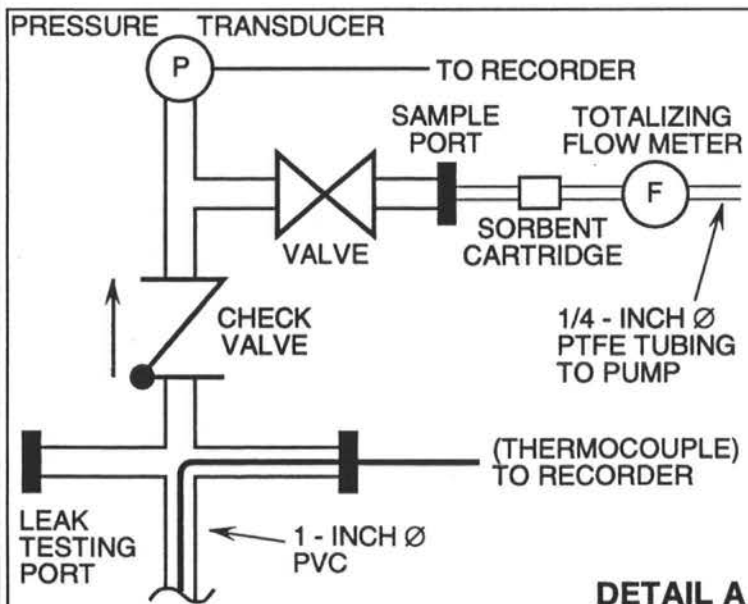 PRESSURE TRANSDUCER
P
TO RECORDER
SAMPLE
PORT
TOTALIZING
FLOW METER
F
VALVE
SORBENT
CARTRIDGE
CHECK
VALVE
1/4 - INCH Ø
PTFE TUBING
TO PUMP
(THERMOCOUPLE)
TO RECORDER
LEAK
TESTING
PORT
1 - INCH Ø
PVC
DETAIL A